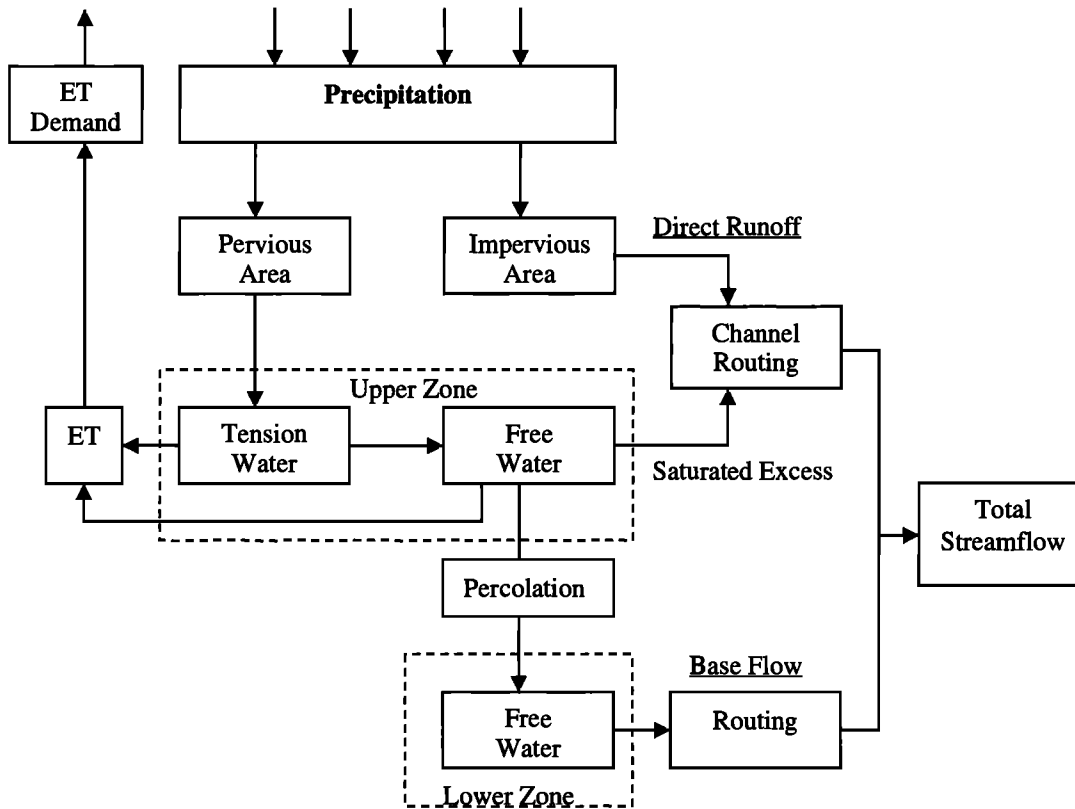 ET
Demand
Precipitation
Pervious
Area
Impervious
Area
Direct Runoff
Channel
Routing
Upper Zone
ET
Tension
Water
Free
Water
Saturated Excess
Total
Streamflow
Percolation
Base Flow
Free
Water
Routing
Lower Zone